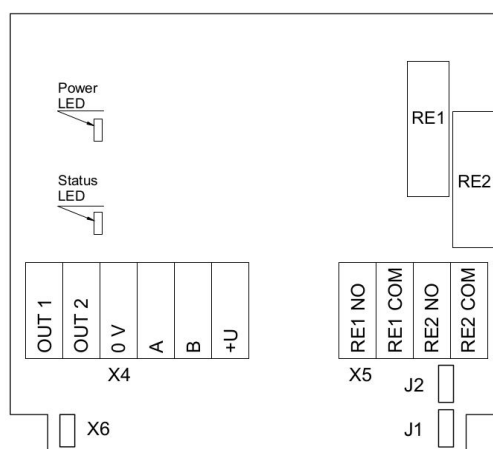 Power
LED
RE1
RE2
Status
LED
OUT 1
OUT 2
0 V
A
B
+U
RE1 NO
RE1 COM
RE2 NO
RE2 COM
X4
X5
J2
X6
J1